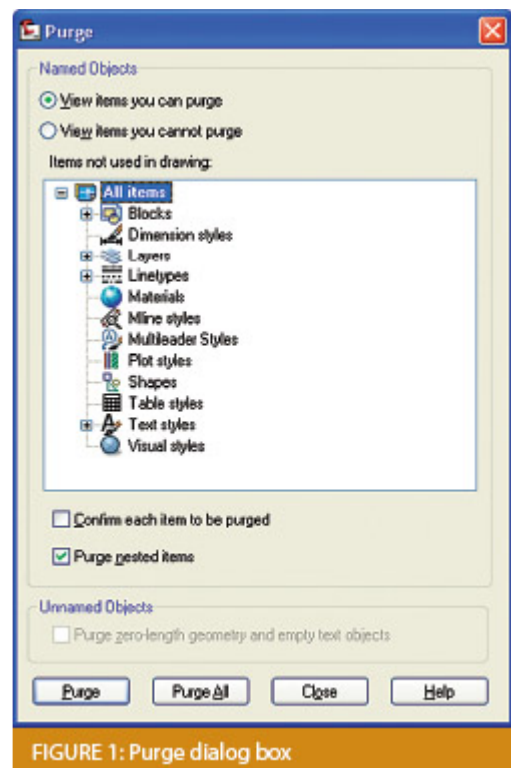 Purge
Named Objects
View items you can purge
View items you cannot purge
Items not used in drawing:
All items
Blocks
Dimension styles
Layers
Linetypes
Materials
Mline styles
Multileader Styles
Plot styles
Shapes
Table styles
Text styles
Visual styles
Confirm each item to be purged
Purge nested items
Unnamed Objects
Purge zero-length geometry and empty text objects
Purge Purge All Close Help
FIGURE 1: Purge dialog box